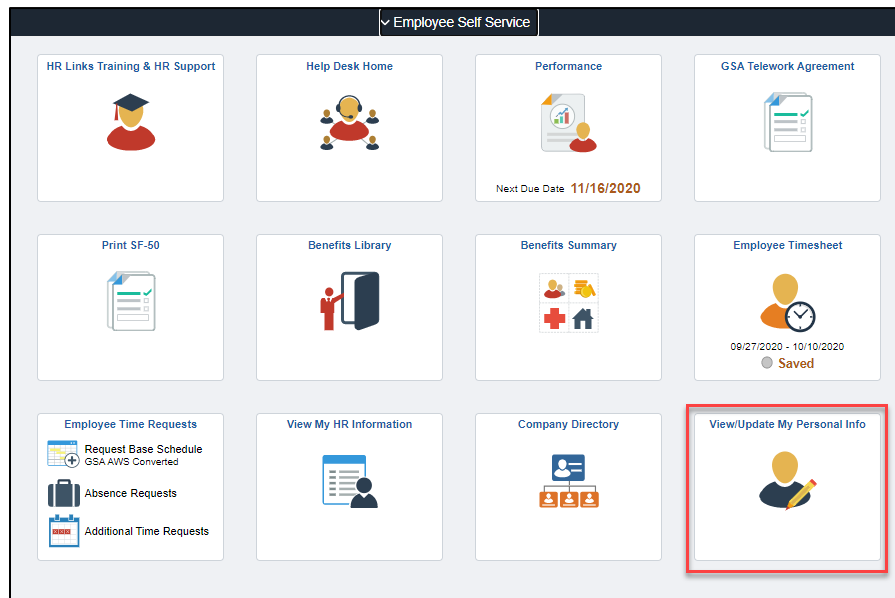 Employee Self Service
HR Links Training & HR Support
Help Desk Home
Performance
Next Due Date 11/16/2020
GSA Telework Agreement
Print SF-50
Benefits Library
Benefits Summary
Employee Timesheet
09/27/2020 - 10/10/2020
Saved
Employee Time Requests
Request Base Schedule
GSA AWS Converted
Absence Requests
Additional Time Requests
View My HR Information
Company Directory
View/Update My Personal Info